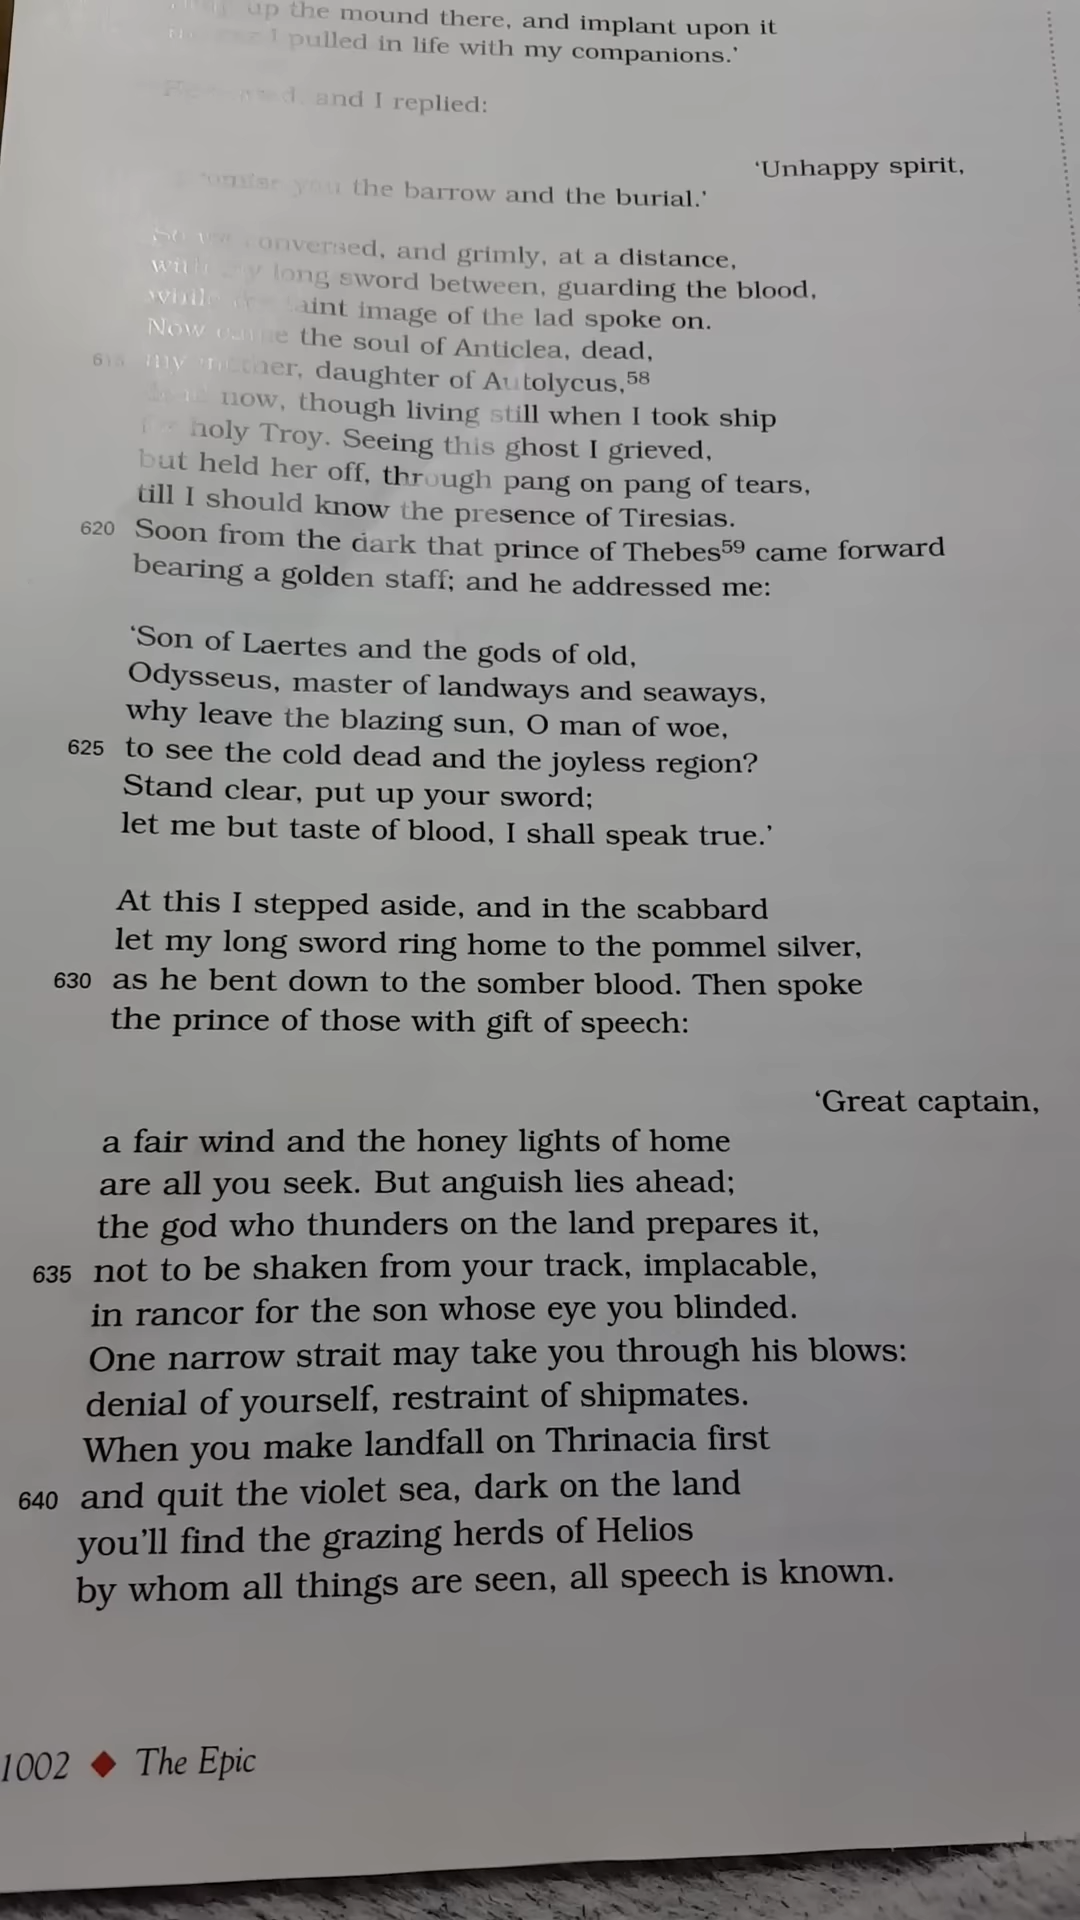 up the mound there, and implant upon it
I pulled in life with my companions.’
and I replied:
‘Unhappy spirit,
you the barrow and the burial.’
So we conversed, and grimly, at a distance,
with my long sword between, guarding the blood,
while the faint image of the lad spoke on.
Now came the soul of Anticlea, dead,
615 my mother, daughter of Autolycus,58
now, though living still when I took ship
for holy Troy. Seeing this ghost I grieved,
but held her off, through pang on pang of tears,
till I should know the presence of Tiresias.
620 Soon from the dark that prince of Thebes59 came forward
bearing a golden staff; and he addressed me:
‘Son of Laertes and the gods of old,
Odysseus, master of landways and seaways,
why leave the blazing sun, O man of woe,
625 to see the cold dead and the joyless region?
Stand clear, put up your sword;
let me but taste of blood, I shall speak true.’
At this I stepped aside, and in the scabbard
let my long sword ring home to the pommel silver,
630 as he bent down to the somber blood. Then spoke
the prince of those with gift of speech:
‘Great captain,
a fair wind and the honey lights of home
are all you seek. But anguish lies ahead;
the god who thunders on the land prepares it,
635 not to be shaken from your track, implacable,
in rancor for the son whose eye you blinded.
One narrow strait may take you through his blows:
denial of yourself, restraint of shipmates.
When you make landfall on Thrinacia first
640 and quit the violet sea, dark on the land
you’ll find the grazing herds of Helios
by whom all things are seen, all speech is known.
1002 ◆ The Epic